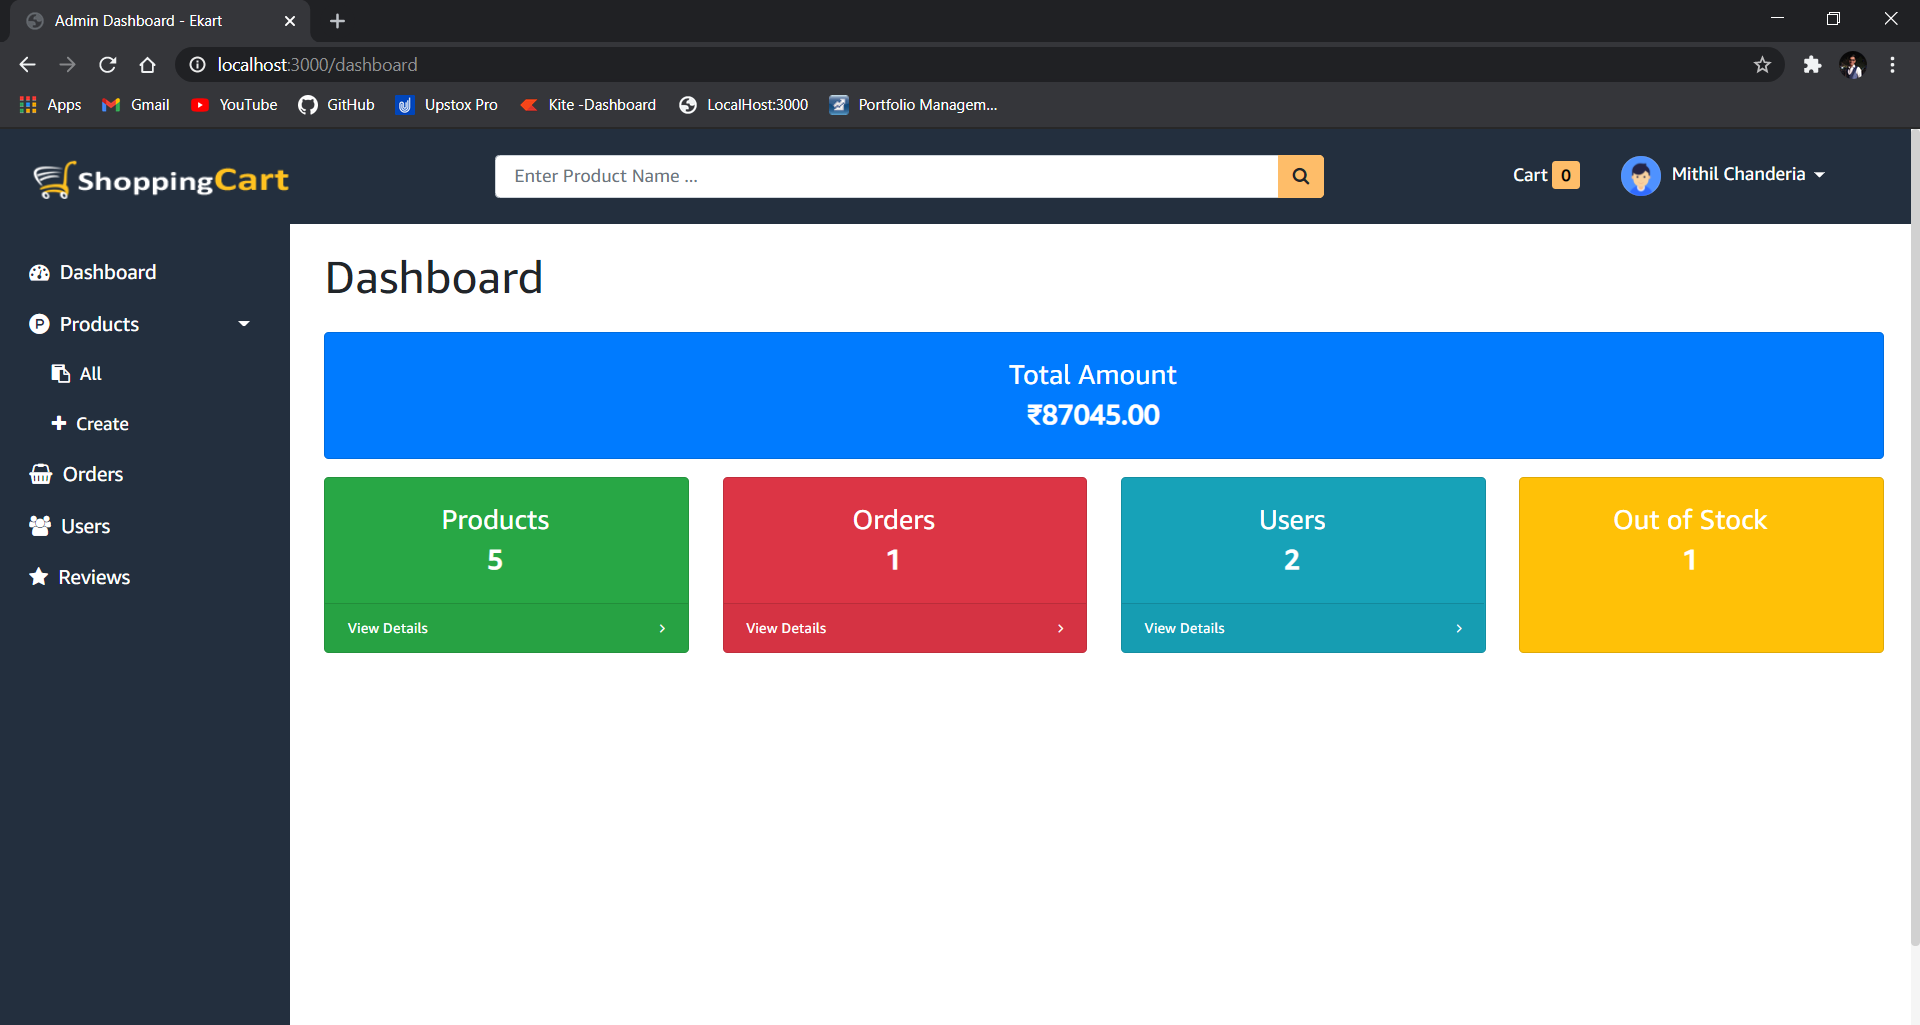 Admin Dashboard - Ekart
localhost:3000/dashboard
Apps Gmail YouTube GitHub Upstox Pro Kite -Dashboard LocalHost:3000 Portfolio Managem...
ShoppingCart
Enter Product Name ...
Cart 0
Mithil Chanderia
Dashboard
P Products
All
Create
Orders
Users
Reviews
Dashboard
Total Amount
₹87045.00
Products
5
View Details
Orders
1
View Details
Users
2
View Details
Out of Stock
1